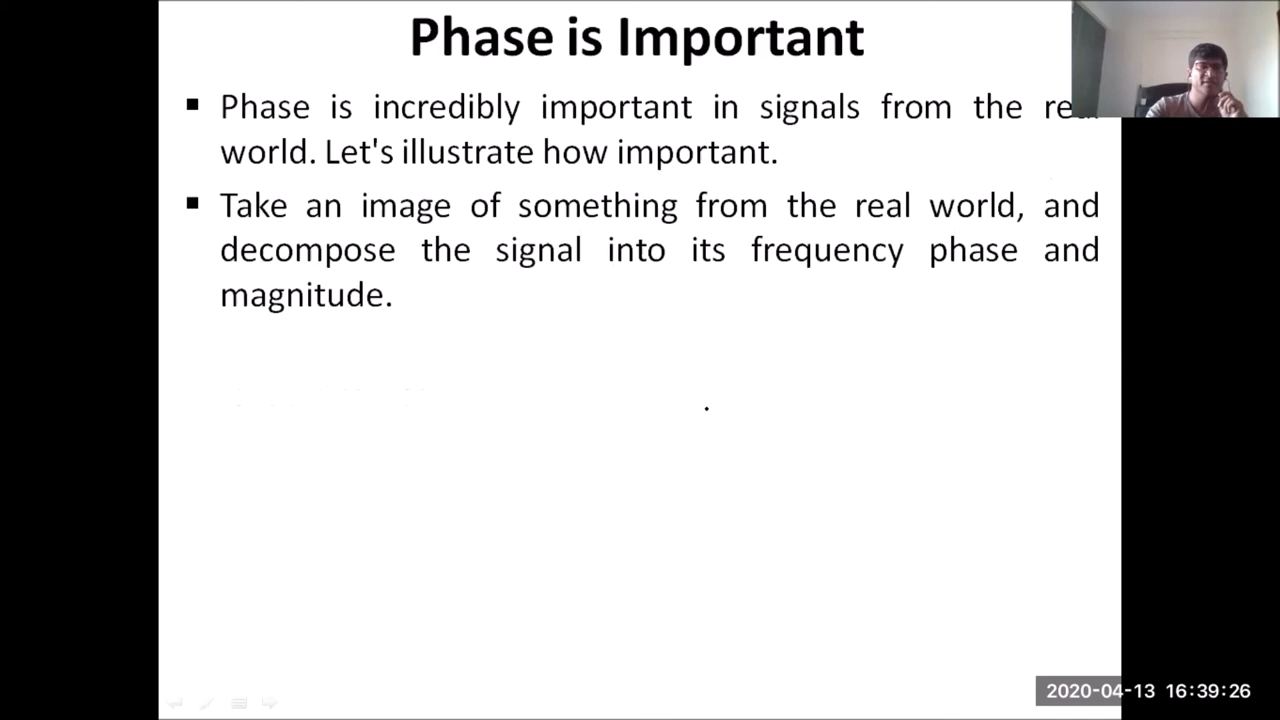 Phase is Important
▪ Phase is incredibly important in signals from the real
world. Let's illustrate how important.
▪ Take an image of something from the real world, and
decompose the signal into its frequency phase and
magnitude.
2020-04-13 16:39:26